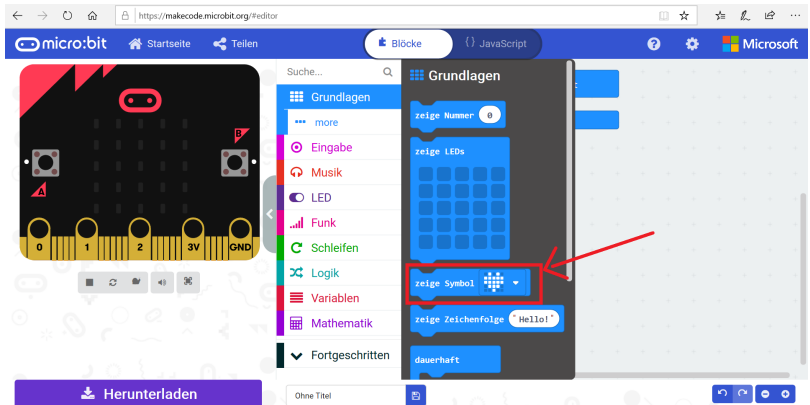 https://makecode.microbit.org/#editor
micro:bit Startseite Teilen Blöcke {} JavaScript ? Microsoft
A
B
0 1 2 3V GND
Herunterladen
Suche...
Grundlagen
more
Eingabe
Musik
LED
Funk
Schleifen
Logik
Variablen
Mathematik
Fortgeschritten
Grundlagen
zeige Nummer 0
zeige LEDs
zeige Symbol
zeige Zeichenfolge "Hello!"
dauerhaft
Ohne Titel